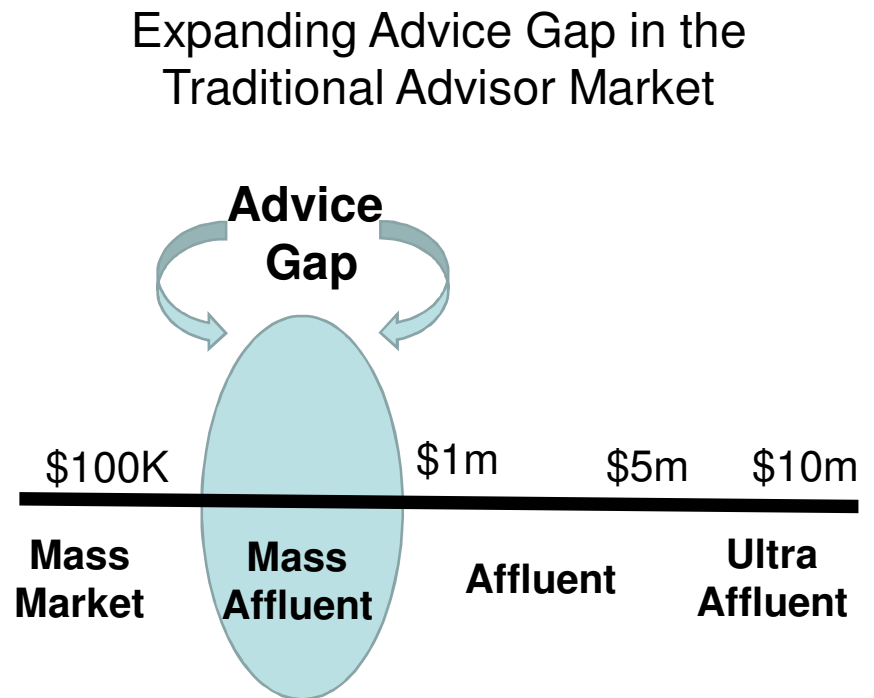 Expanding Advice Gap in the
Traditional Advisor Market
Advice
Gap
$100K $1m $5m $10m
Mass Market
Mass Affluent
Affluent
Ultra Affluent